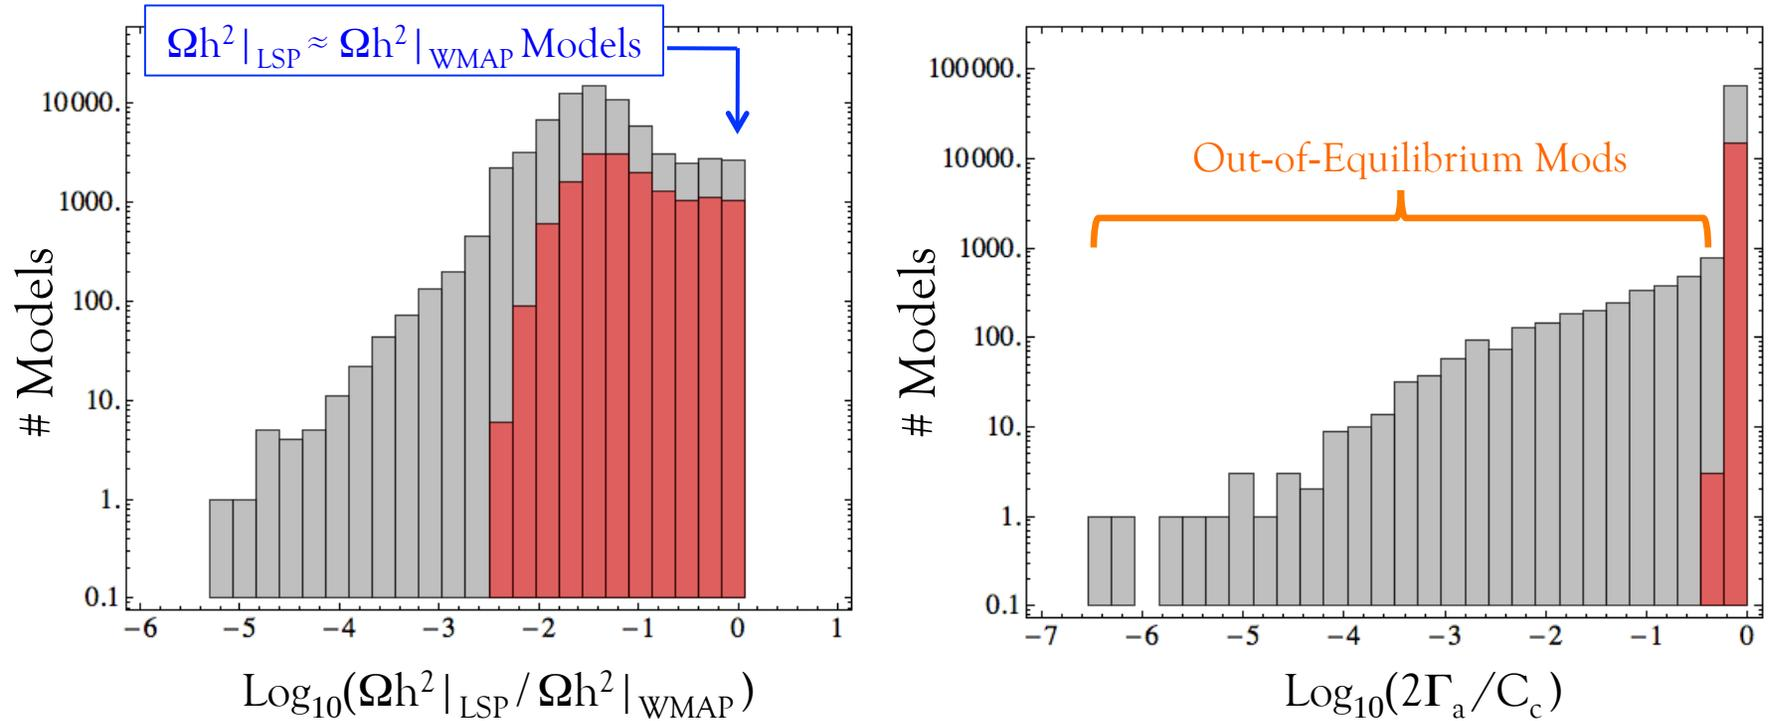 Ωh²|LSP ≈ Ωh²|WMAP Models
10000.
1000.
100.
10.
1.
0.1
# Models
−6 −5 −4 −3 −2 −1 0 1
Log10(Ωh²|LSP / Ωh²|WMAP)
Out-of-Equilibrium Mods
100000.
10000.
1000.
100.
10.
1.
0.1
# Models
−7 −6 −5 −4 −3 −2 −1 0
Log10(2Γa/Cc)